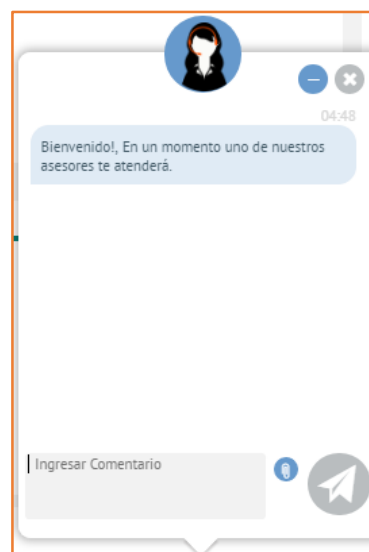 04:48
Bienvenido!, En un momento uno de nuestros
asesores te atenderá.
Ingresar Comentario